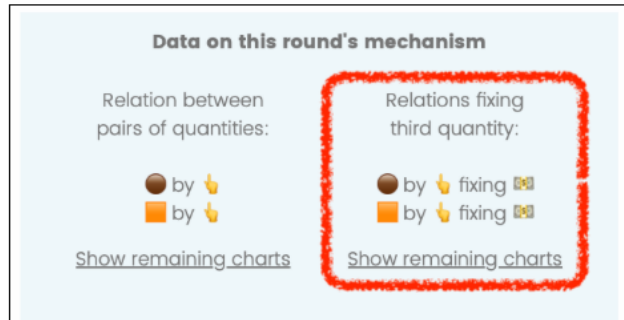 Data on this round's mechanism
Relation between
pairs of quantities:
🟤 by 👆
🟧 by 👆
Show remaining charts
Relations fixing
third quantity:
🟤 by 👆 fixing 💵
🟧 by 👆 fixing 💵
Show remaining charts